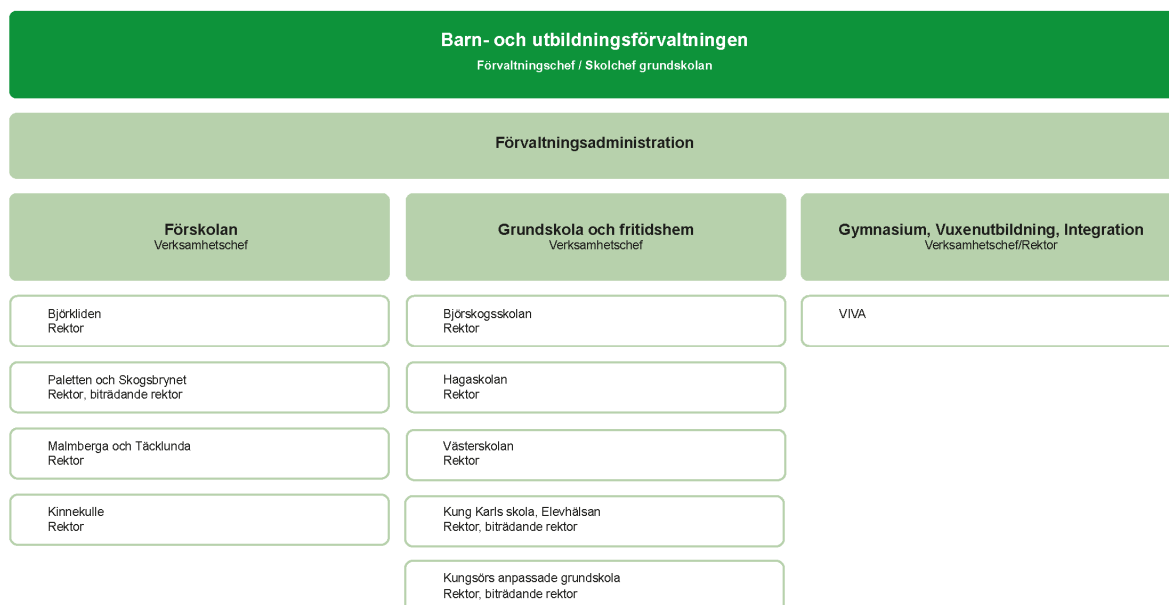 Barn- och utbildningsförvaltningen
Förvaltningschef / Skolchef grundskolan
Förvaltningsadministration
Förskolan
Verksamhetschef
Björkliden
Rektor
Paletten och Skogsbrynet
Rektor, biträdande rektor
Malmberga och Täcklunda
Rektor
Kinnekulle
Rektor
Grundskola och fritidshem
Verksamhetschef
Björskogsskolan
Rektor
Hagaskolan
Rektor
Västerskolan
Rektor
Kung Karls skola, Elevhälsan
Rektor, biträdande rektor
Kungsörs anpassade grundskola
Rektor, biträdande rektor
Gymnasium, Vuxenutbildning, Integration
Verksamhetschef/Rektor
VIVA